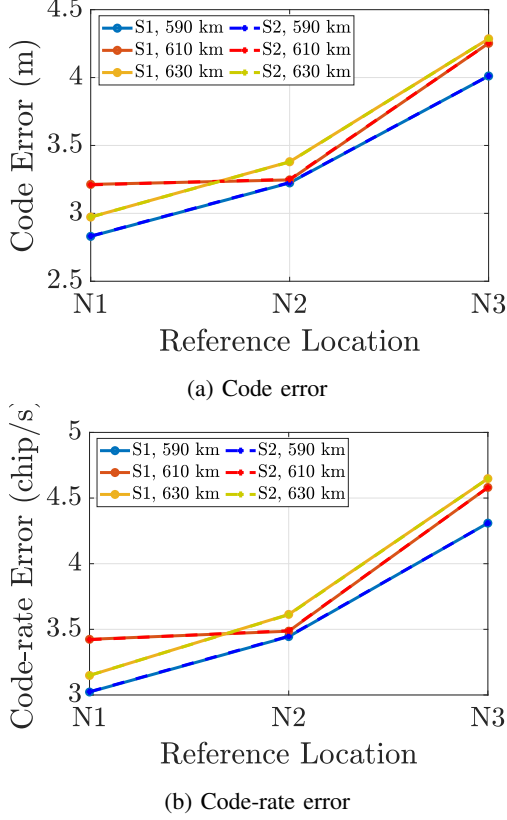 4.5
4
3.5
3
2.5
Code Error (m)
S1, 590 km
S1, 610 km
S1, 630 km
S2, 590 km
S2, 610 km
S2, 630 km
N1 N2 N3
Reference Location
(a) Code error
5
4.5
4
3.5
3
Code-rate Error (chip/s)
S1, 590 km
S1, 610 km
S1, 630 km
S2, 590 km
S2, 610 km
S2, 630 km
N1 N2 N3
Reference Location
(b) Code-rate error